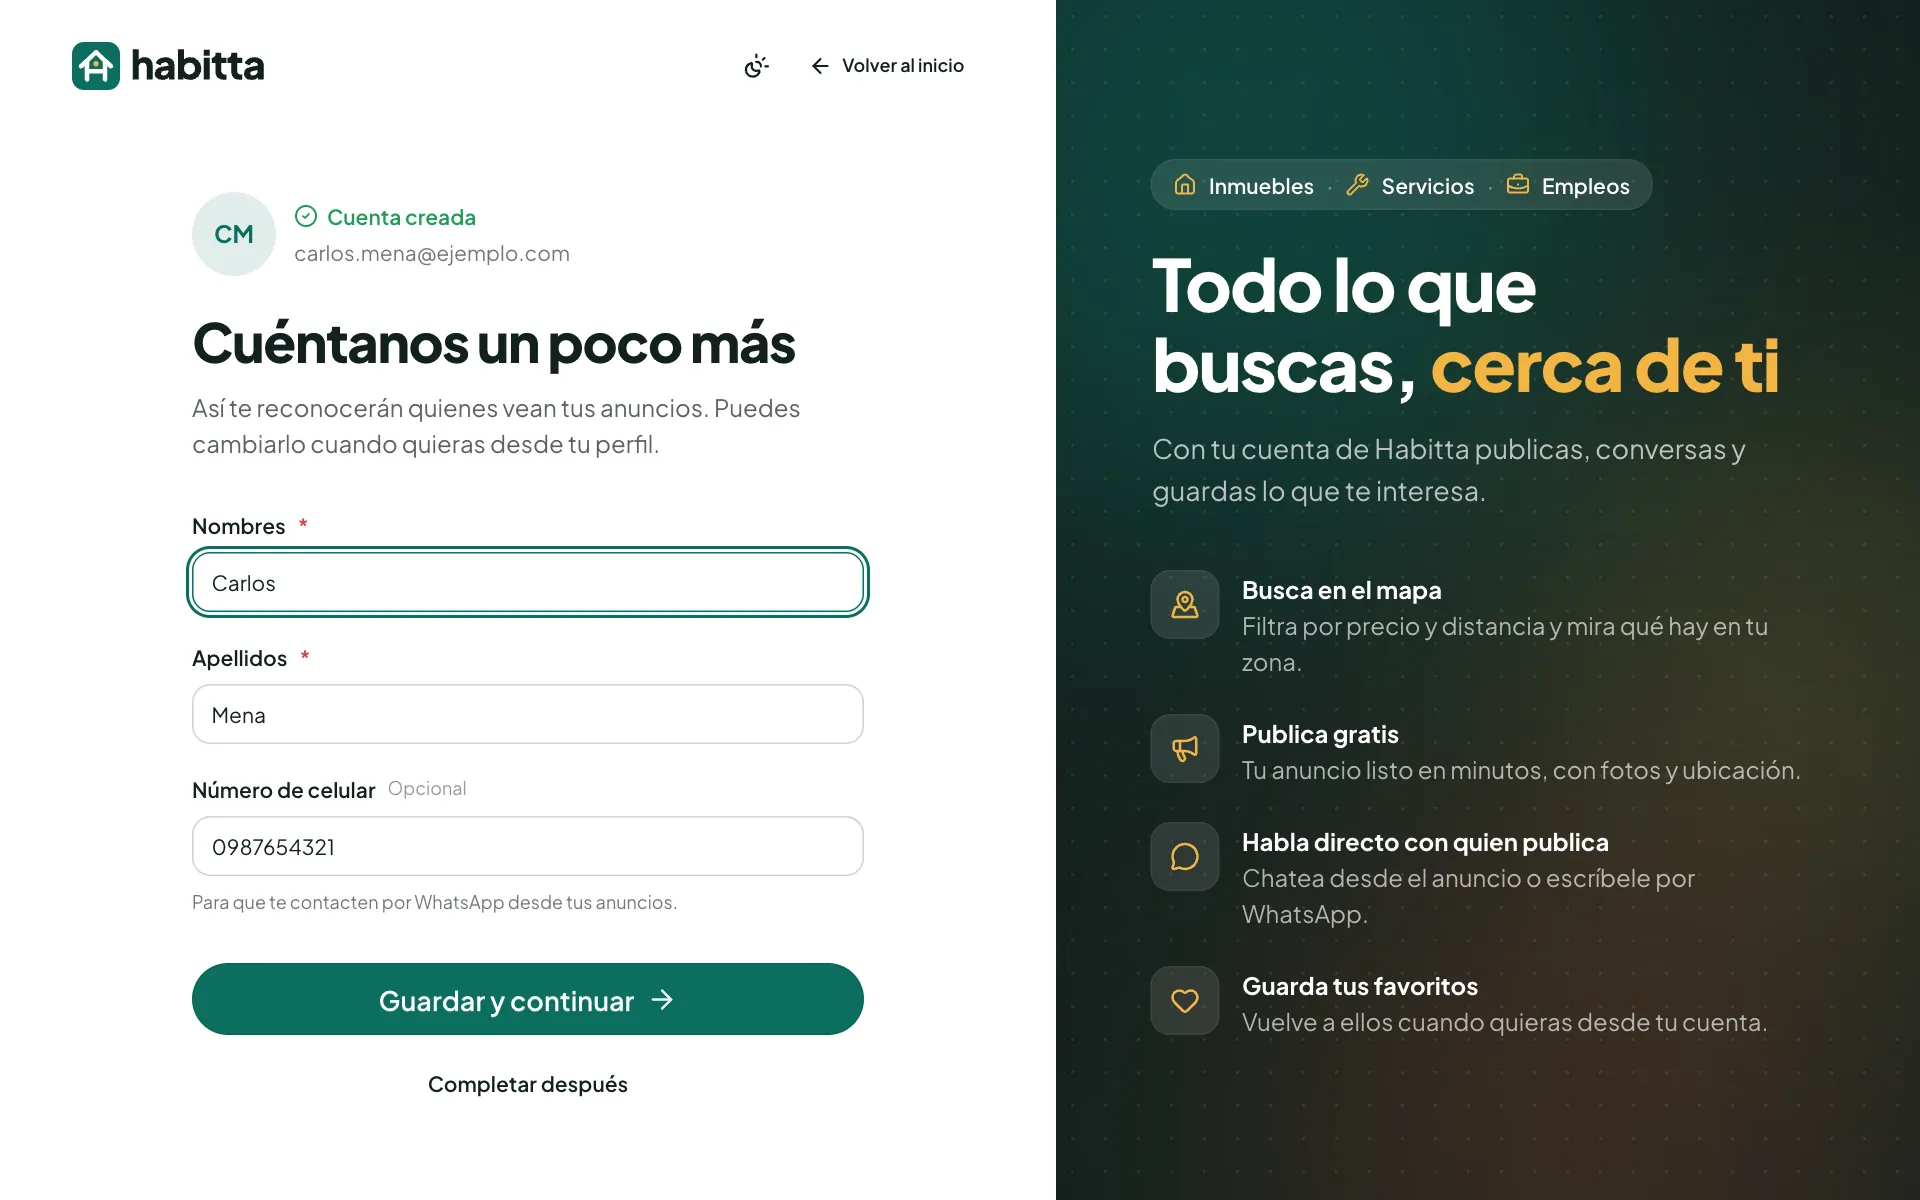 habitta
Volver al inicio
CM
Cuenta creada
carlos.mena@ejemplo.com
Cuéntanos un poco más
Así te reconocerán quienes vean tus anuncios. Puedes
cambiarlo cuando quieras desde tu perfil.
Nombres *
Carlos
Apellidos *
Mena
Número de celular Opcional
0987654321
Para que te contacten por WhatsApp desde tus anuncios.
Guardar y continuar
Completar después
Inmuebles · Servicios · Empleos
Todo lo que
buscas, cerca de ti
Con tu cuenta de Habitta publicas, conversas y
guardas lo que te interesa.
Busca en el mapa
Filtra por precio y distancia y mira qué hay en tu
zona.
Publica gratis
Tu anuncio listo en minutos, con fotos y ubicación.
Habla directo con quien publica
Chatea desde el anuncio o escríbele por
WhatsApp.
Guarda tus favoritos
Vuelve a ellos cuando quieras desde tu cuenta.